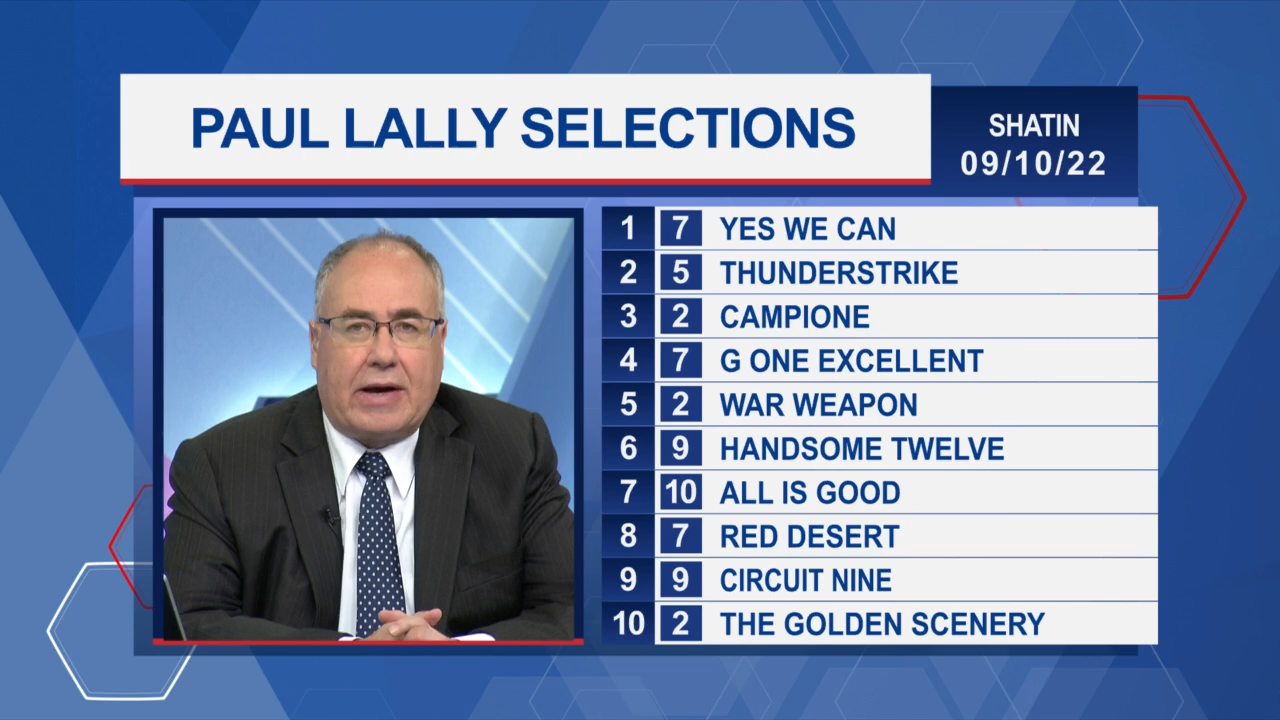 PAUL LALLY SELECTIONS
SHATIN
09/10/22
1 7 YES WE CAN
2 5 THUNDERSTRIKE
3 2 CAMPIONE
4 7 G ONE EXCELLENT
5 2 WAR WEAPON
6 9 HANDSOME TWELVE
7 10 ALL IS GOOD
8 7 RED DESERT
9 9 CIRCUIT NINE
10 2 THE GOLDEN SCENERY